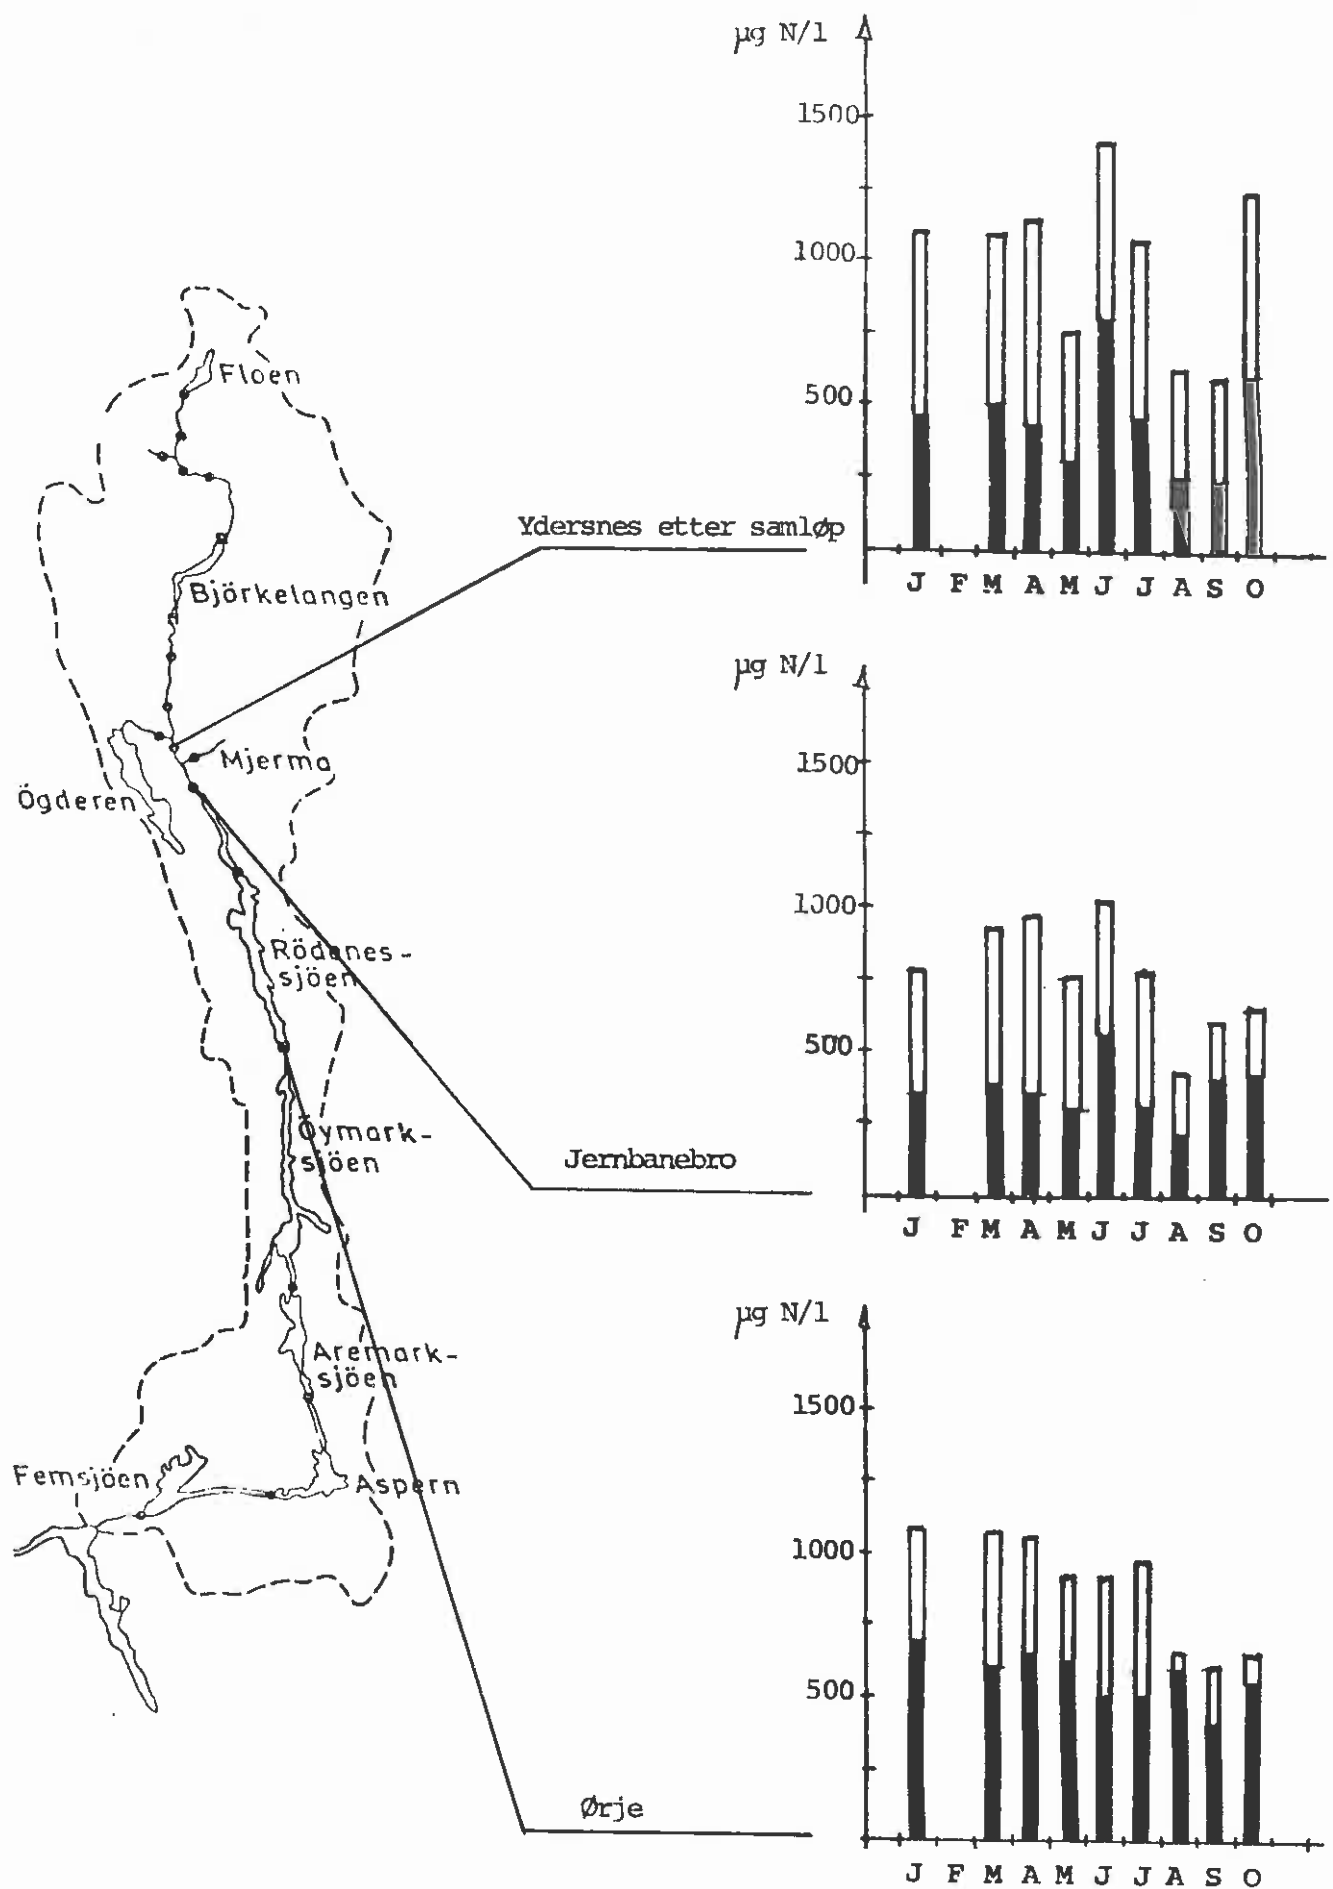 µg N/l
1500
1000
500
J F M A M J J A S O
Ydersnes etter samløp
Floen
Björkelangen
Mjerma
Ögderen
Rödenes-
sjöen
Öymark-
sjöen
Aremark-
sjöen
Aspern
Femsjöen
µg N/l
1500
1000
500
J F M A M J J A S O
Jernbanebro
µg N/l
1500
1000
500
J F M A M J J A S O
Ørje